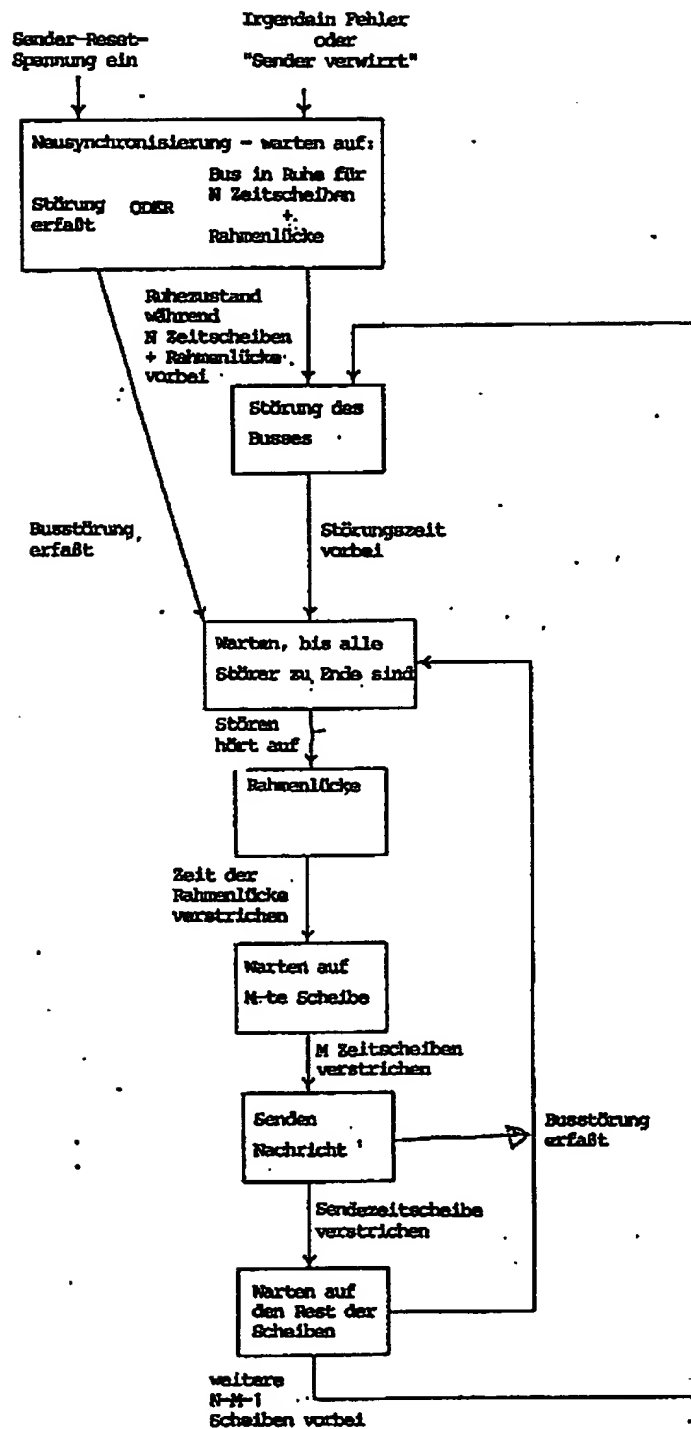 Sender-Reset-
Spannung ein
Irgendein Fehler
oder
"Sender verwirrt"
Neusynchronisierung - warten auf:
Störung
erfaßt
ODER
Bus in Ruhe für
N Zeitscheiben
+
Rahmenlücke
Ruhezustand
während
N Zeitscheiben
+ Rahmenlücke
vorbei
Störung des
Busses
Busstörung
erfaßt
Störungszeit
vorbei
Warten, bis alle
Störer zu Ende sind
Stören
hört auf
Rahmenlücke
Zeit der
Rahmenlücke
verstrichen
Warten auf
M-te Scheibe
M Zeitscheiben
verstrichen
Senden
Nachricht
Busstörung
erfaßt
Sendezeitscheibe
verstrichen
Warten auf
den Rest der
Scheiben
weitere
N-M-1
Scheiben vorbei